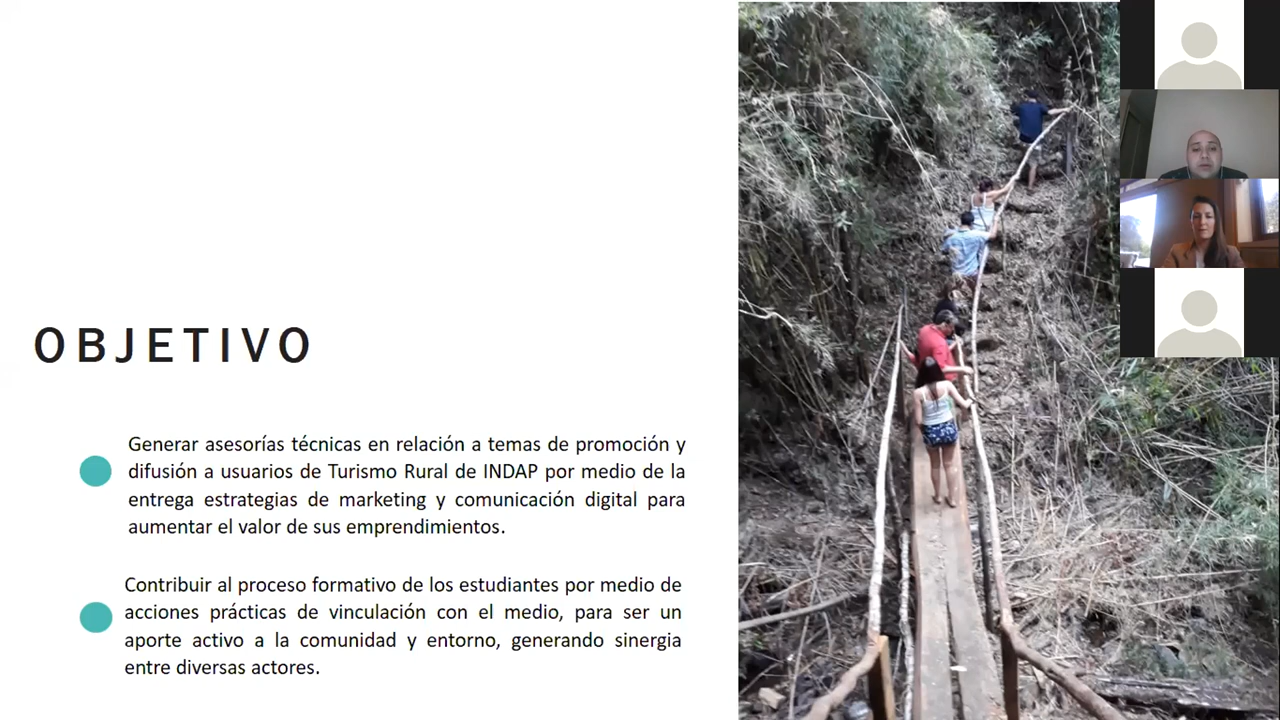 OBJETIVO
Generar asesorías técnicas en relación a temas de promoción y
difusión a usuarios de Turismo Rural de INDAP por medio de la
entrega estrategias de marketing y comunicación digital para
aumentar el valor de sus emprendimientos.
Contribuir al proceso formativo de los estudiantes por medio de
acciones prácticas de vinculación con el medio, para ser un
aporte activo a la comunidad y entorno, generando sinergia
entre diversas actores.